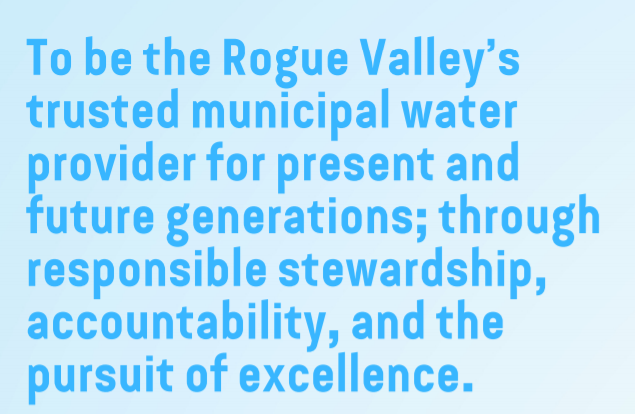 To be the Rogue Valley’s
trusted municipal water
provider for present and
future generations; through
responsible stewardship,
accountability, and the
pursuit of excellence.